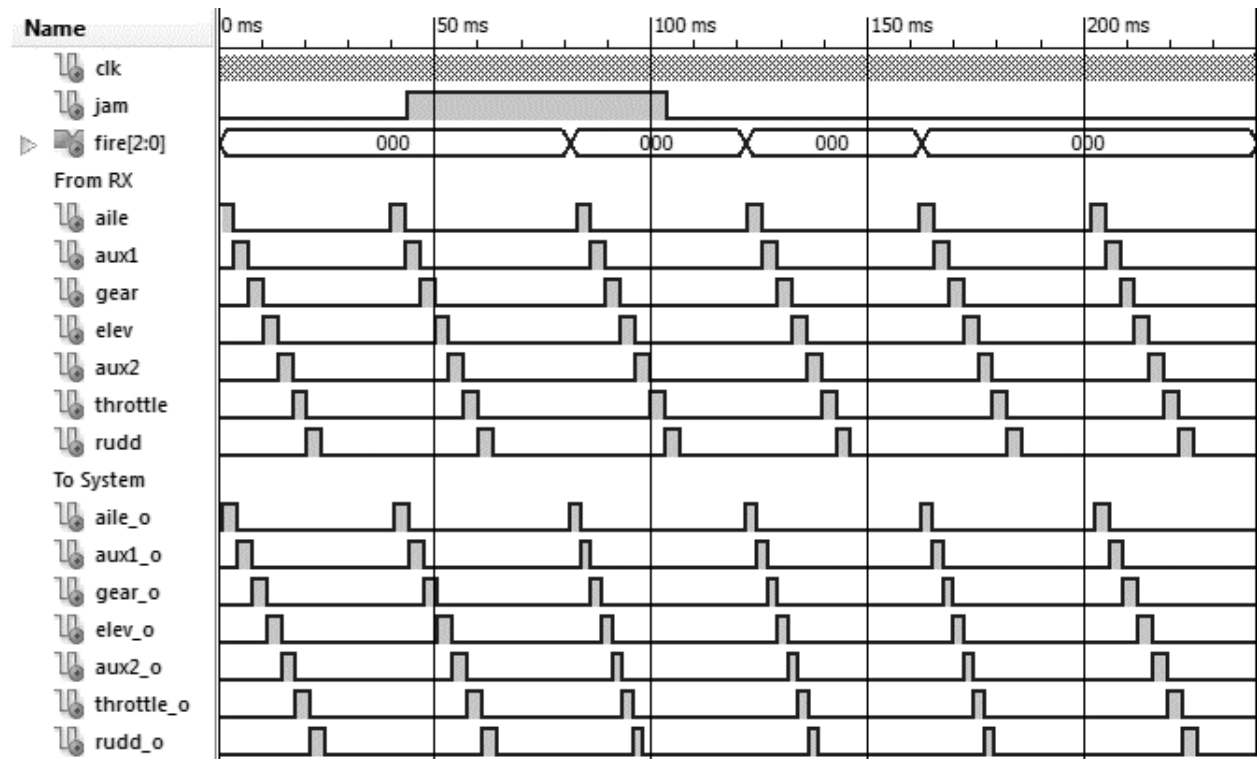 Name 0 ms 50 ms 100 ms 150 ms 200 ms
clk
jam
fire[2:0] 000 000 000 000
From RX
aile
aux1
gear
elev
aux2
throttle
rudd
To System
aile_o
aux1_o
gear_o
elev_o
aux2_o
throttle_o
rudd_o